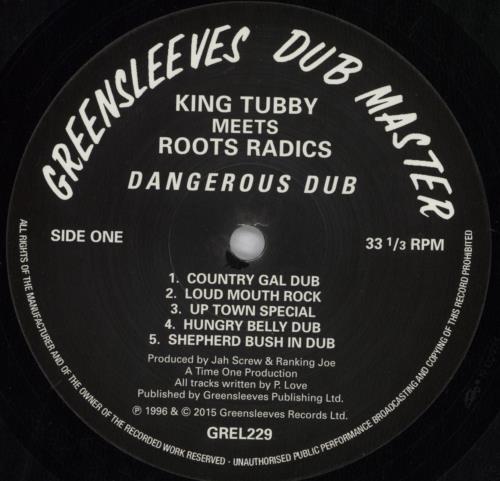 GREENSLEEVES DUB MASTER
KING TUBBY
MEETS
ROOTS RADICS
DANGEROUS DUB
SIDE ONE
33 1/3 RPM
1. COUNTRY GAL DUB
2. LOUD MOUTH ROCK
3. UP TOWN SPECIAL
4. HUNGRY BELLY DUB
5. SHEPHERD BUSH IN DUB
Produced by Jah Screw & Ranking Joe
A Time One Production
All tracks written by P. Love
Published by Greensleeves Publishing Ltd.
℗ 1996 & © 2015 Greensleeves Records Ltd.
GREL229
ALL RIGHTS OF THE MANUFACTURER AND OF THE OWNER OF THE RECORDED WORK RESERVED - UNAUTHORISED PUBLIC PERFORMANCE BROADCASTING AND COPYING OF THIS RECORD PROHIBITED